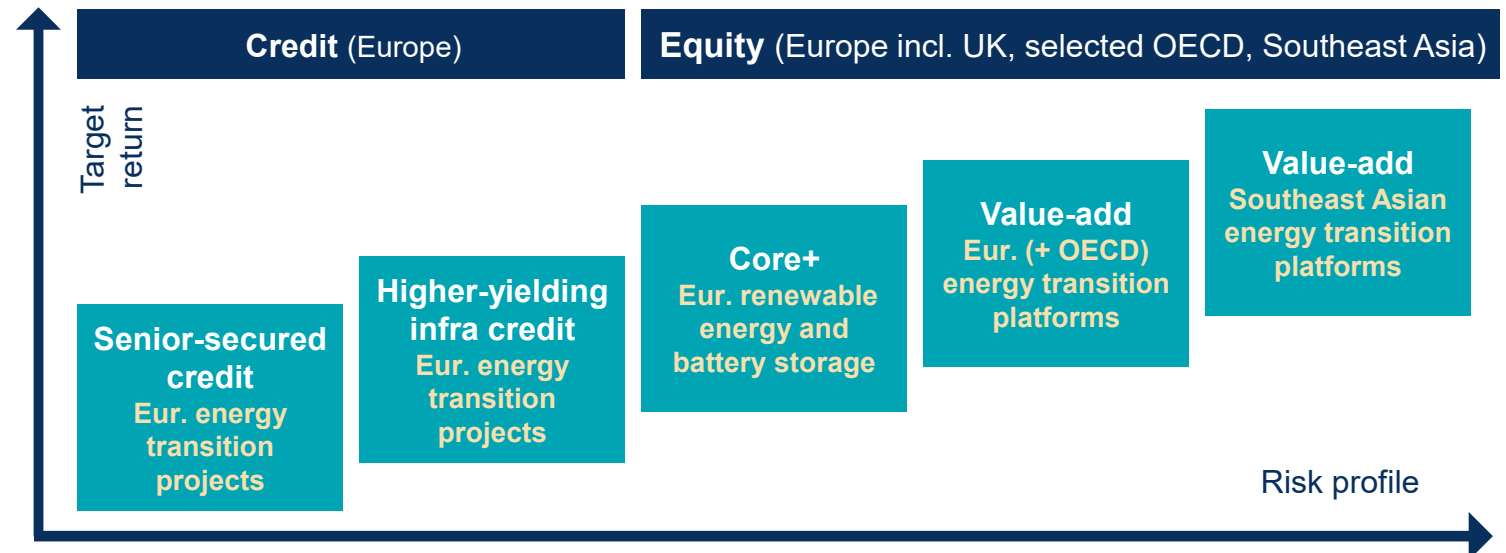 Credit (Europe)
Equity (Europe incl. UK, selected OECD, Southeast Asia)
Target
return
Senior-secured
credit
Eur. energy
transition
projects
Higher-yielding
infra credit
Eur. energy
transition
projects
Core+
Eur. renewable
energy and
battery storage
Value-add
Eur. (+ OECD)
energy transition
platforms
Value-add
Southeast Asian
energy transition
platforms
Risk profile